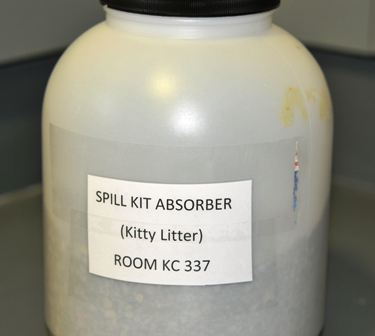 SPILL KIT ABSORBER
(Kitty Litter)
ROOM KC 337